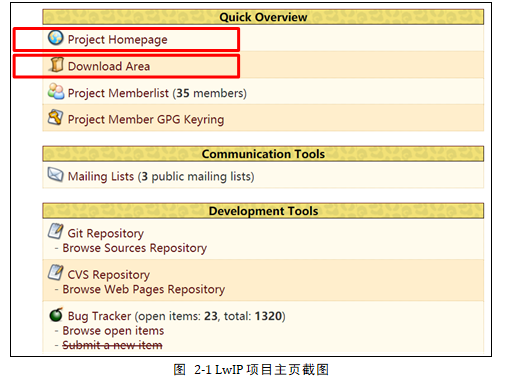 Quick Overview
Project Homepage
Download Area
Project Memberlist (35 members)
Project Member GPG Keyring
Communication Tools
Mailing Lists (3 public mailing lists)
Development Tools
Git Repository
- Browse Sources Repository
CVS Repository
- Browse Web Pages Repository
Bug Tracker (open items: 23, total: 1320)
- Browse open items
- Submit a new item
图 2-1 LwIP 项目主页截图